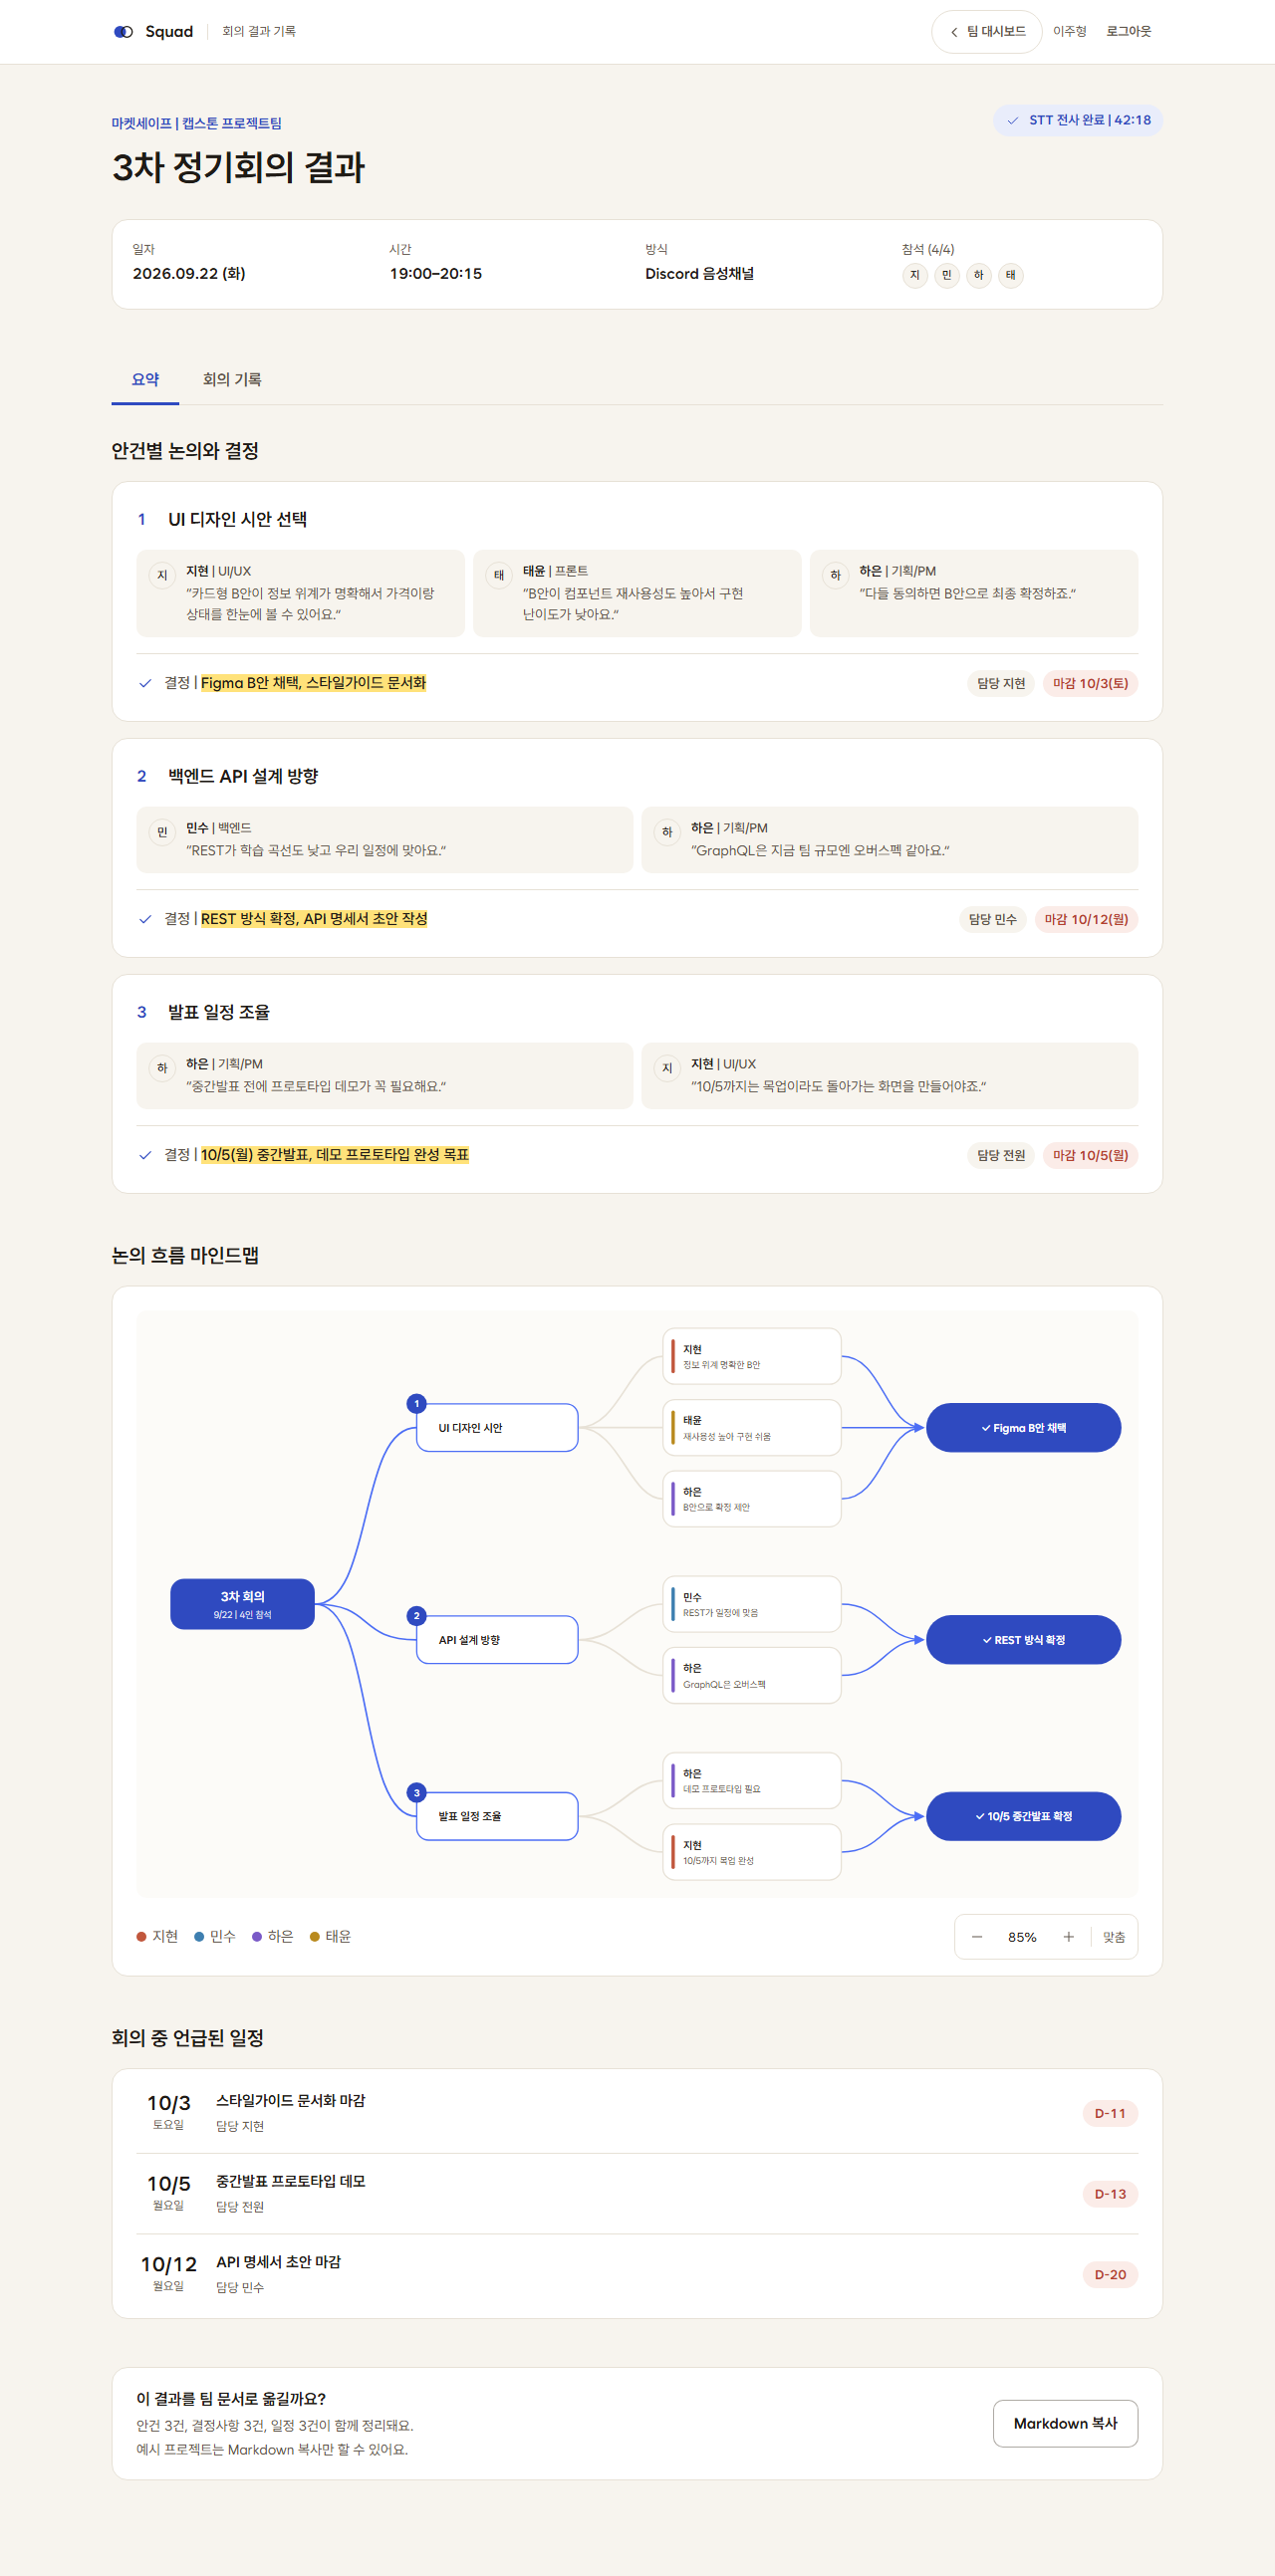 Squad
회의 결과 기록
팀 대시보드
이주형
로그아웃
마켓세이프 | 캡스톤 프로젝트팀
STT 전사 완료 | 42:18
3차 정기회의 결과
일자
2026.09.22 (화)
시간
19:00–20:15
방식
Discord 음성채널
참석 (4/4)
지 민 하 태
요약
회의 기록
안건별 논의와 결정
1 UI 디자인 시안 선택
지
지현 | UI/UX
“카드형 B안이 정보 위계가 명확해서 가격이랑
상태를 한눈에 볼 수 있어요.”
태
태윤 | 프론트
“B안이 컴포넌트 재사용성도 높아서 구현
난이도가 낮아요.”
하
하은 | 기획/PM
“다들 동의하면 B안으로 최종 확정하죠.”
결정 | Figma B안 채택, 스타일가이드 문서화
담당 지현
마감 10/3(토)
2 백엔드 API 설계 방향
민
민수 | 백엔드
“REST가 학습 곡선도 낮고 우리 일정에 맞아요.”
하
하은 | 기획/PM
“GraphQL은 지금 팀 규모엔 오버스펙 같아요.”
결정 | REST 방식 확정, API 명세서 초안 작성
담당 민수
마감 10/12(월)
3 발표 일정 조율
하
하은 | 기획/PM
“중간발표 전에 프로토타입 데모가 꼭 필요해요.”
지
지현 | UI/UX
“10/5까지는 목업이라도 돌아가는 화면을 만들어야죠.”
결정 | 10/5(월) 중간발표, 데모 프로토타입 완성 목표
담당 전원
마감 10/5(월)
논의 흐름 마인드맵
3차 회의
9/22 | 4인 참석
1
UI 디자인 시안
지현
정보 위계 명확한 B안
태윤
재사용성 높아 구현 쉬움
하은
B안으로 확정 제안
Figma B안 채택
2
API 설계 방향
민수
REST가 일정에 맞음
하은
GraphQL은 오버스펙
REST 방식 확정
3
발표 일정 조율
하은
데모 프로토타입 필요
지현
10/5까지 목업 완성
10/5 중간발표 확정
지현
민수
하은
태윤
− 85% + 맞춤
회의 중 언급된 일정
10/3
토요일
스타일가이드 문서화 마감
담당 지현
D-11
10/5
월요일
중간발표 프로토타입 데모
담당 전원
D-13
10/12
월요일
API 명세서 초안 마감
담당 민수
D-20
이 결과를 팀 문서로 옮길까요?
안건 3건, 결정사항 3건, 일정 3건이 함께 정리돼요.
예시 프로젝트는 Markdown 복사만 할 수 있어요.
Markdown 복사